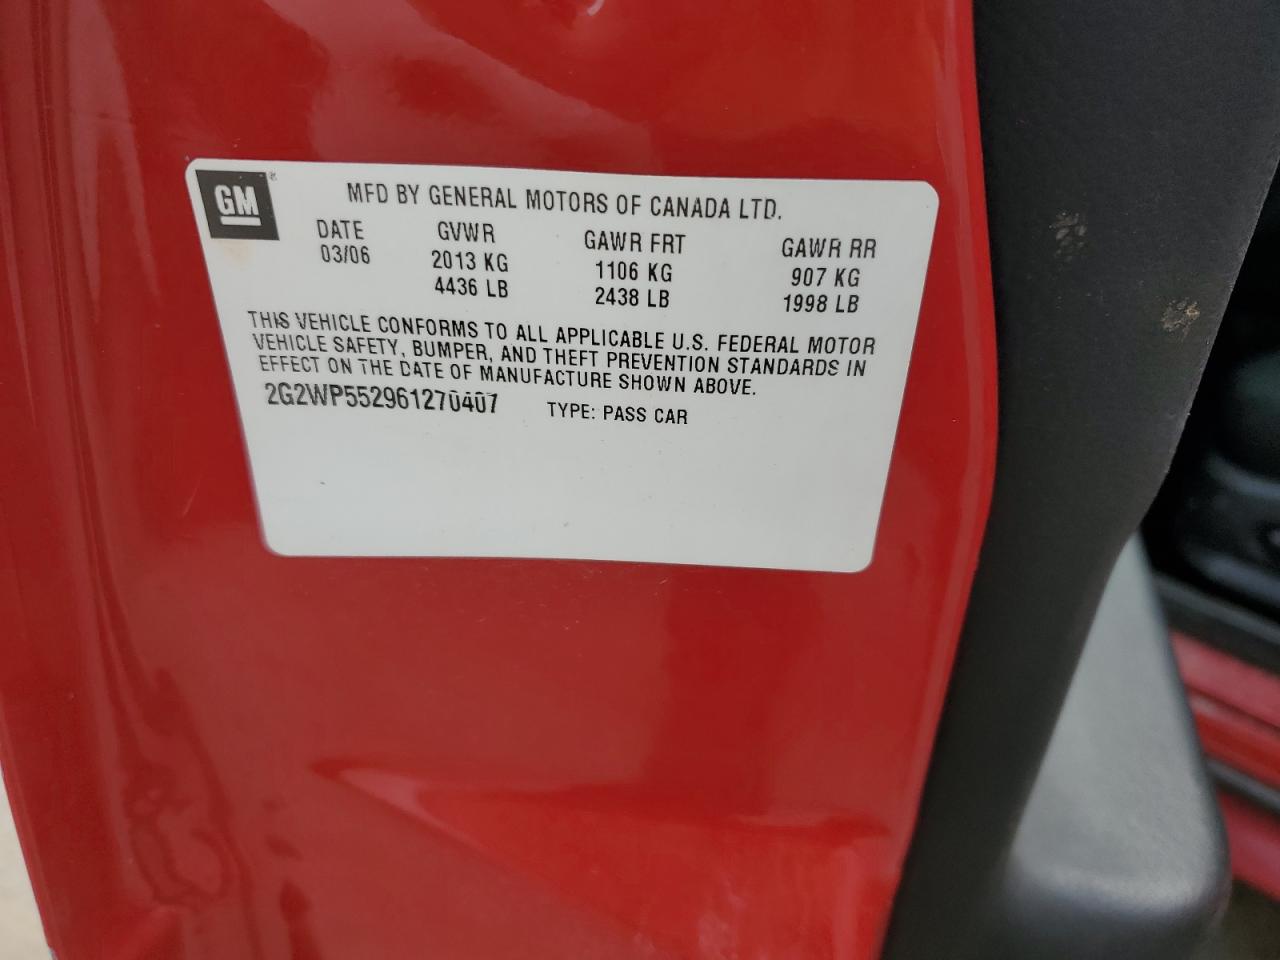 GM ®
MFD BY GENERAL MOTORS OF CANADA LTD.
DATE GVWR GAWR FRT GAWR RR
03/06 2013 KG 1106 KG 907 KG
4436 LB 2438 LB 1998 LB
THIS VEHICLE CONFORMS TO ALL APPLICABLE U.S. FEDERAL MOTOR
VEHICLE SAFETY, BUMPER, AND THEFT PREVENTION STANDARDS IN
EFFECT ON THE DATE OF MANUFACTURE SHOWN ABOVE.
2G2WP552961270407 TYPE: PASS CAR